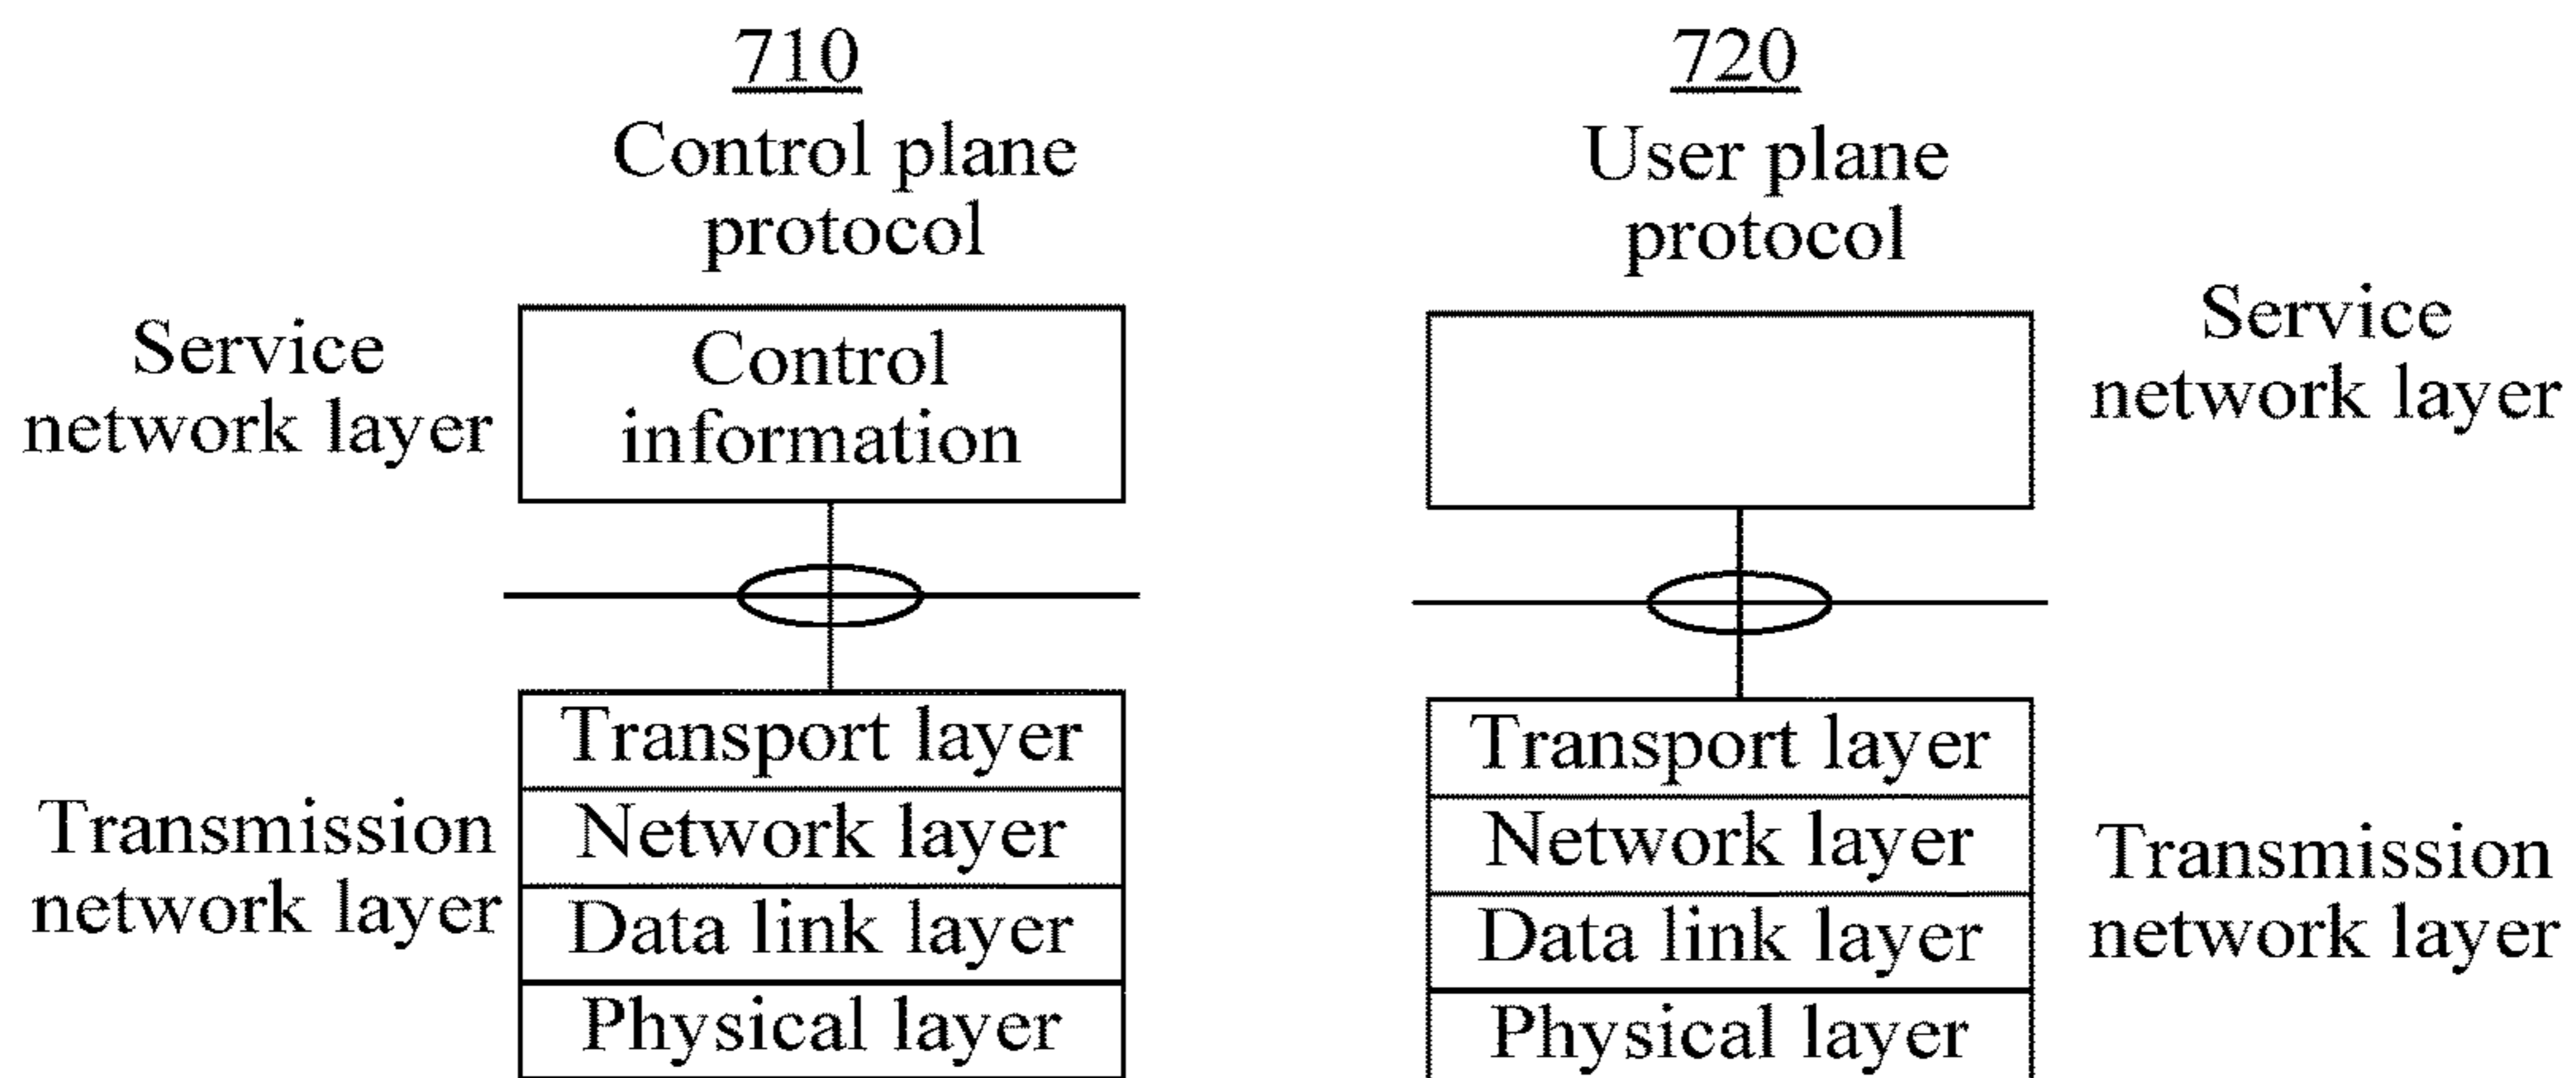 710
Control plane
protocol
Service
network layer
Control
information
Transmission
network layer
Transport layer
Network layer
Data link layer
Physical layer
720
User plane
protocol
Service
network layer
Transport layer
Network layer
Data link layer
Physical layer
Transmission
network layer